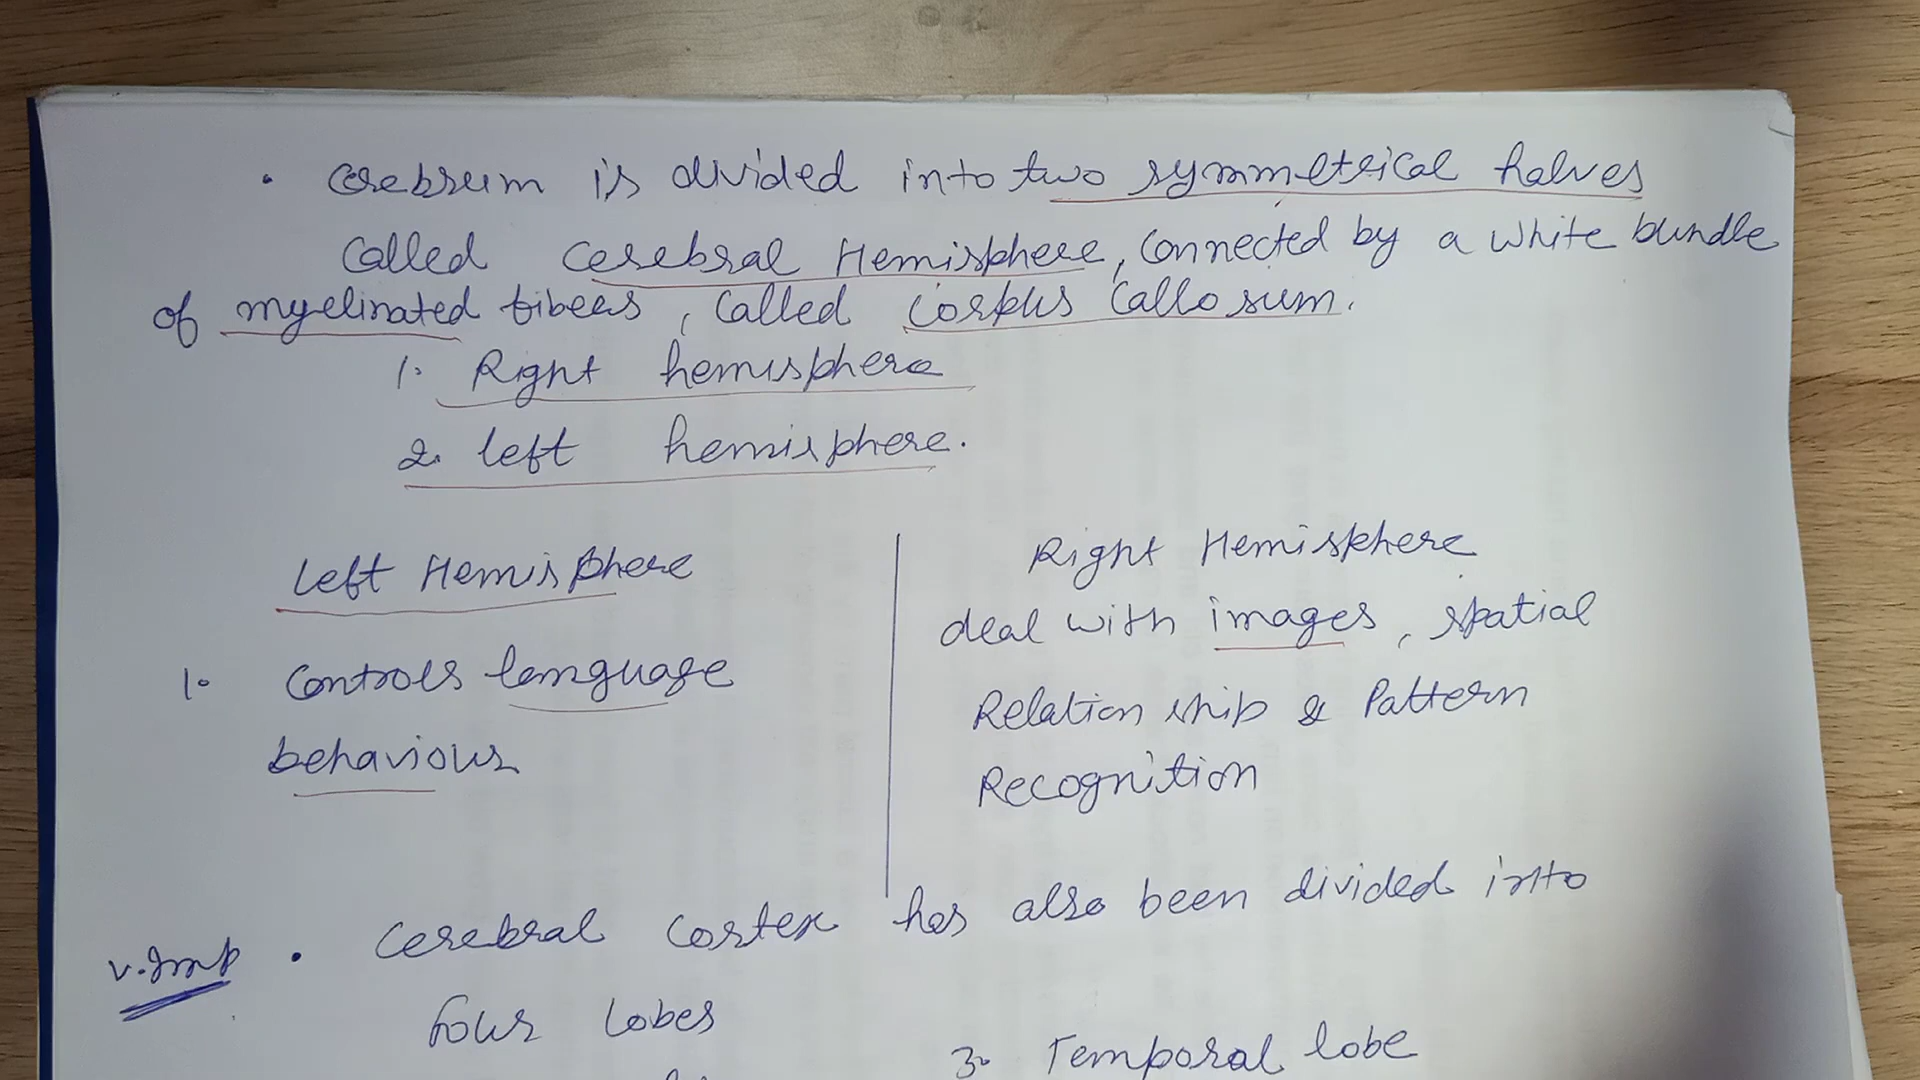 • Cerebrum is divided into two symmetrical halves
Called Cerebral Hemisphere, Connected by a white bundle
of myelinated fibers, Called Corpus Callosum.
1. Right hemisphere
2. left hemisphere.
Left Hemisphere
1. Controls language
behaviour
Right Hemisphere
deal with images, spatial
Relationship & Pattern
Recognition
V.Imp • Cerebral Cortex has also been divided into
four lobes
3. Temporal lobe